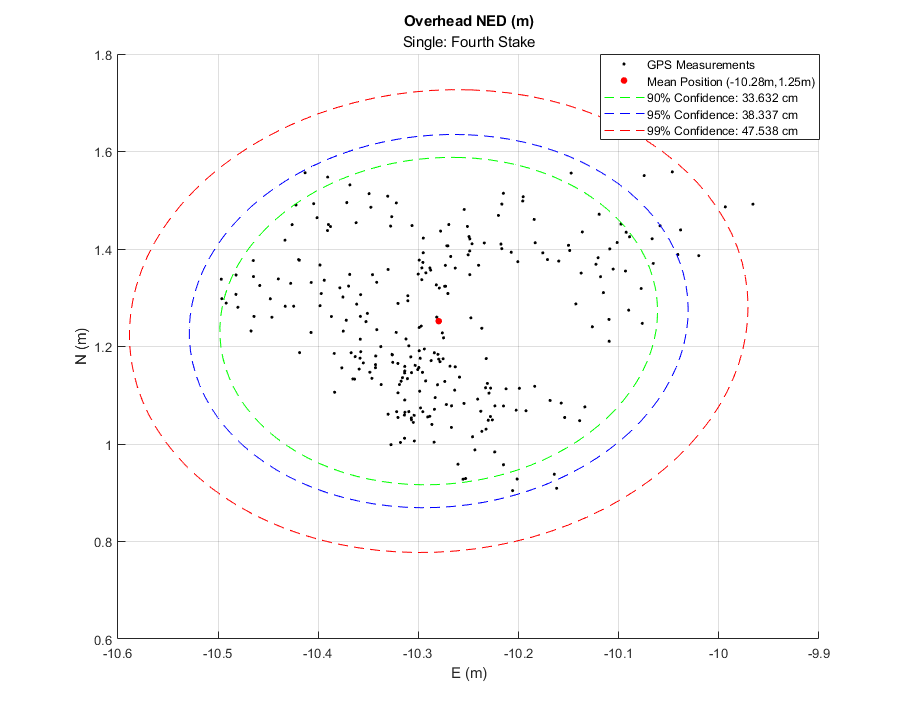 Overhead NED (m)
Single: Fourth Stake
GPS Measurements
Mean Position (-10.28m,1.25m)
90% Confidence: 33.632 cm
95% Confidence: 38.337 cm
99% Confidence: 47.538 cm
N (m)
1.8
1.6
1.4
1.2
1
0.8
0.6
-10.6 -10.5 -10.4 -10.3 -10.2 -10.1 -10 -9.9
E (m)